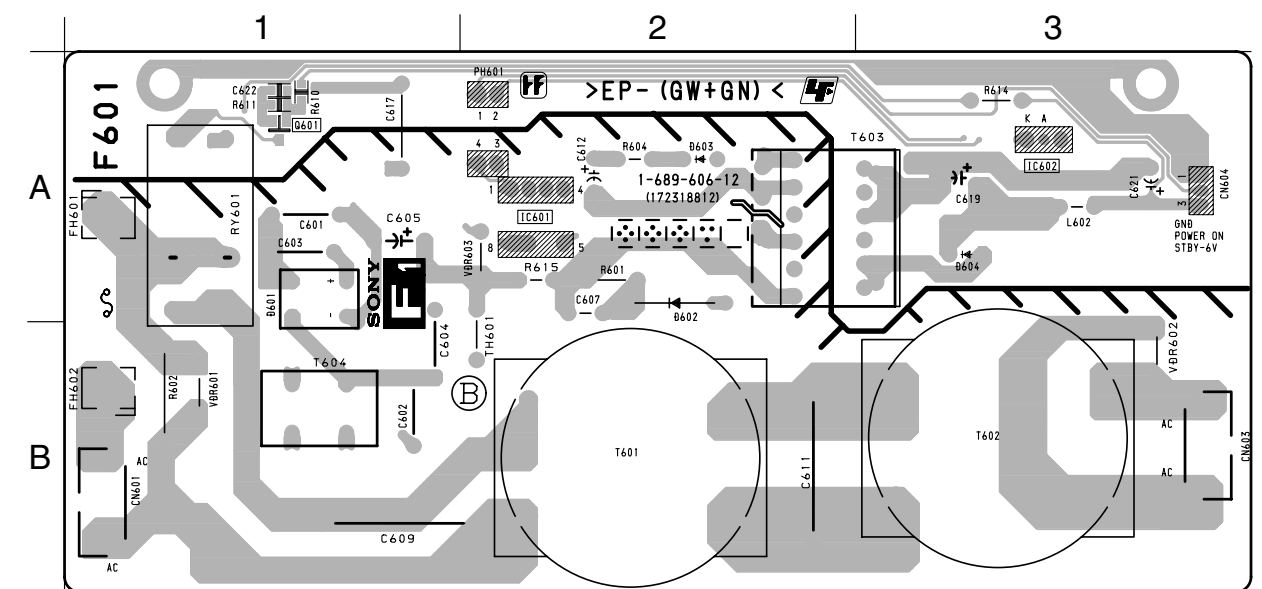 1
2
3
A
B
F601
C622
R611
R610
Q601
C617
PH601
1 2
4 3
>EP- (GW+GN) <
R614
K A
IC602
T603
C612
R604
D603
1-689-606-12
(172318812)
1
4
IC601
8
5
C619
C621
L602
1
3
CN604
GND
POWER ON
STBY-6V
D604
FH601
RY601
C601
C603
C605
D601
+
-
SONY
VDR603
R615
R601
C607
D602
C604
TH601
T604
FH602
R602
VDR601
C602
B
T601
C611
T602
VDR602
AC
AC
CN603
AC
CN601
AC
C609